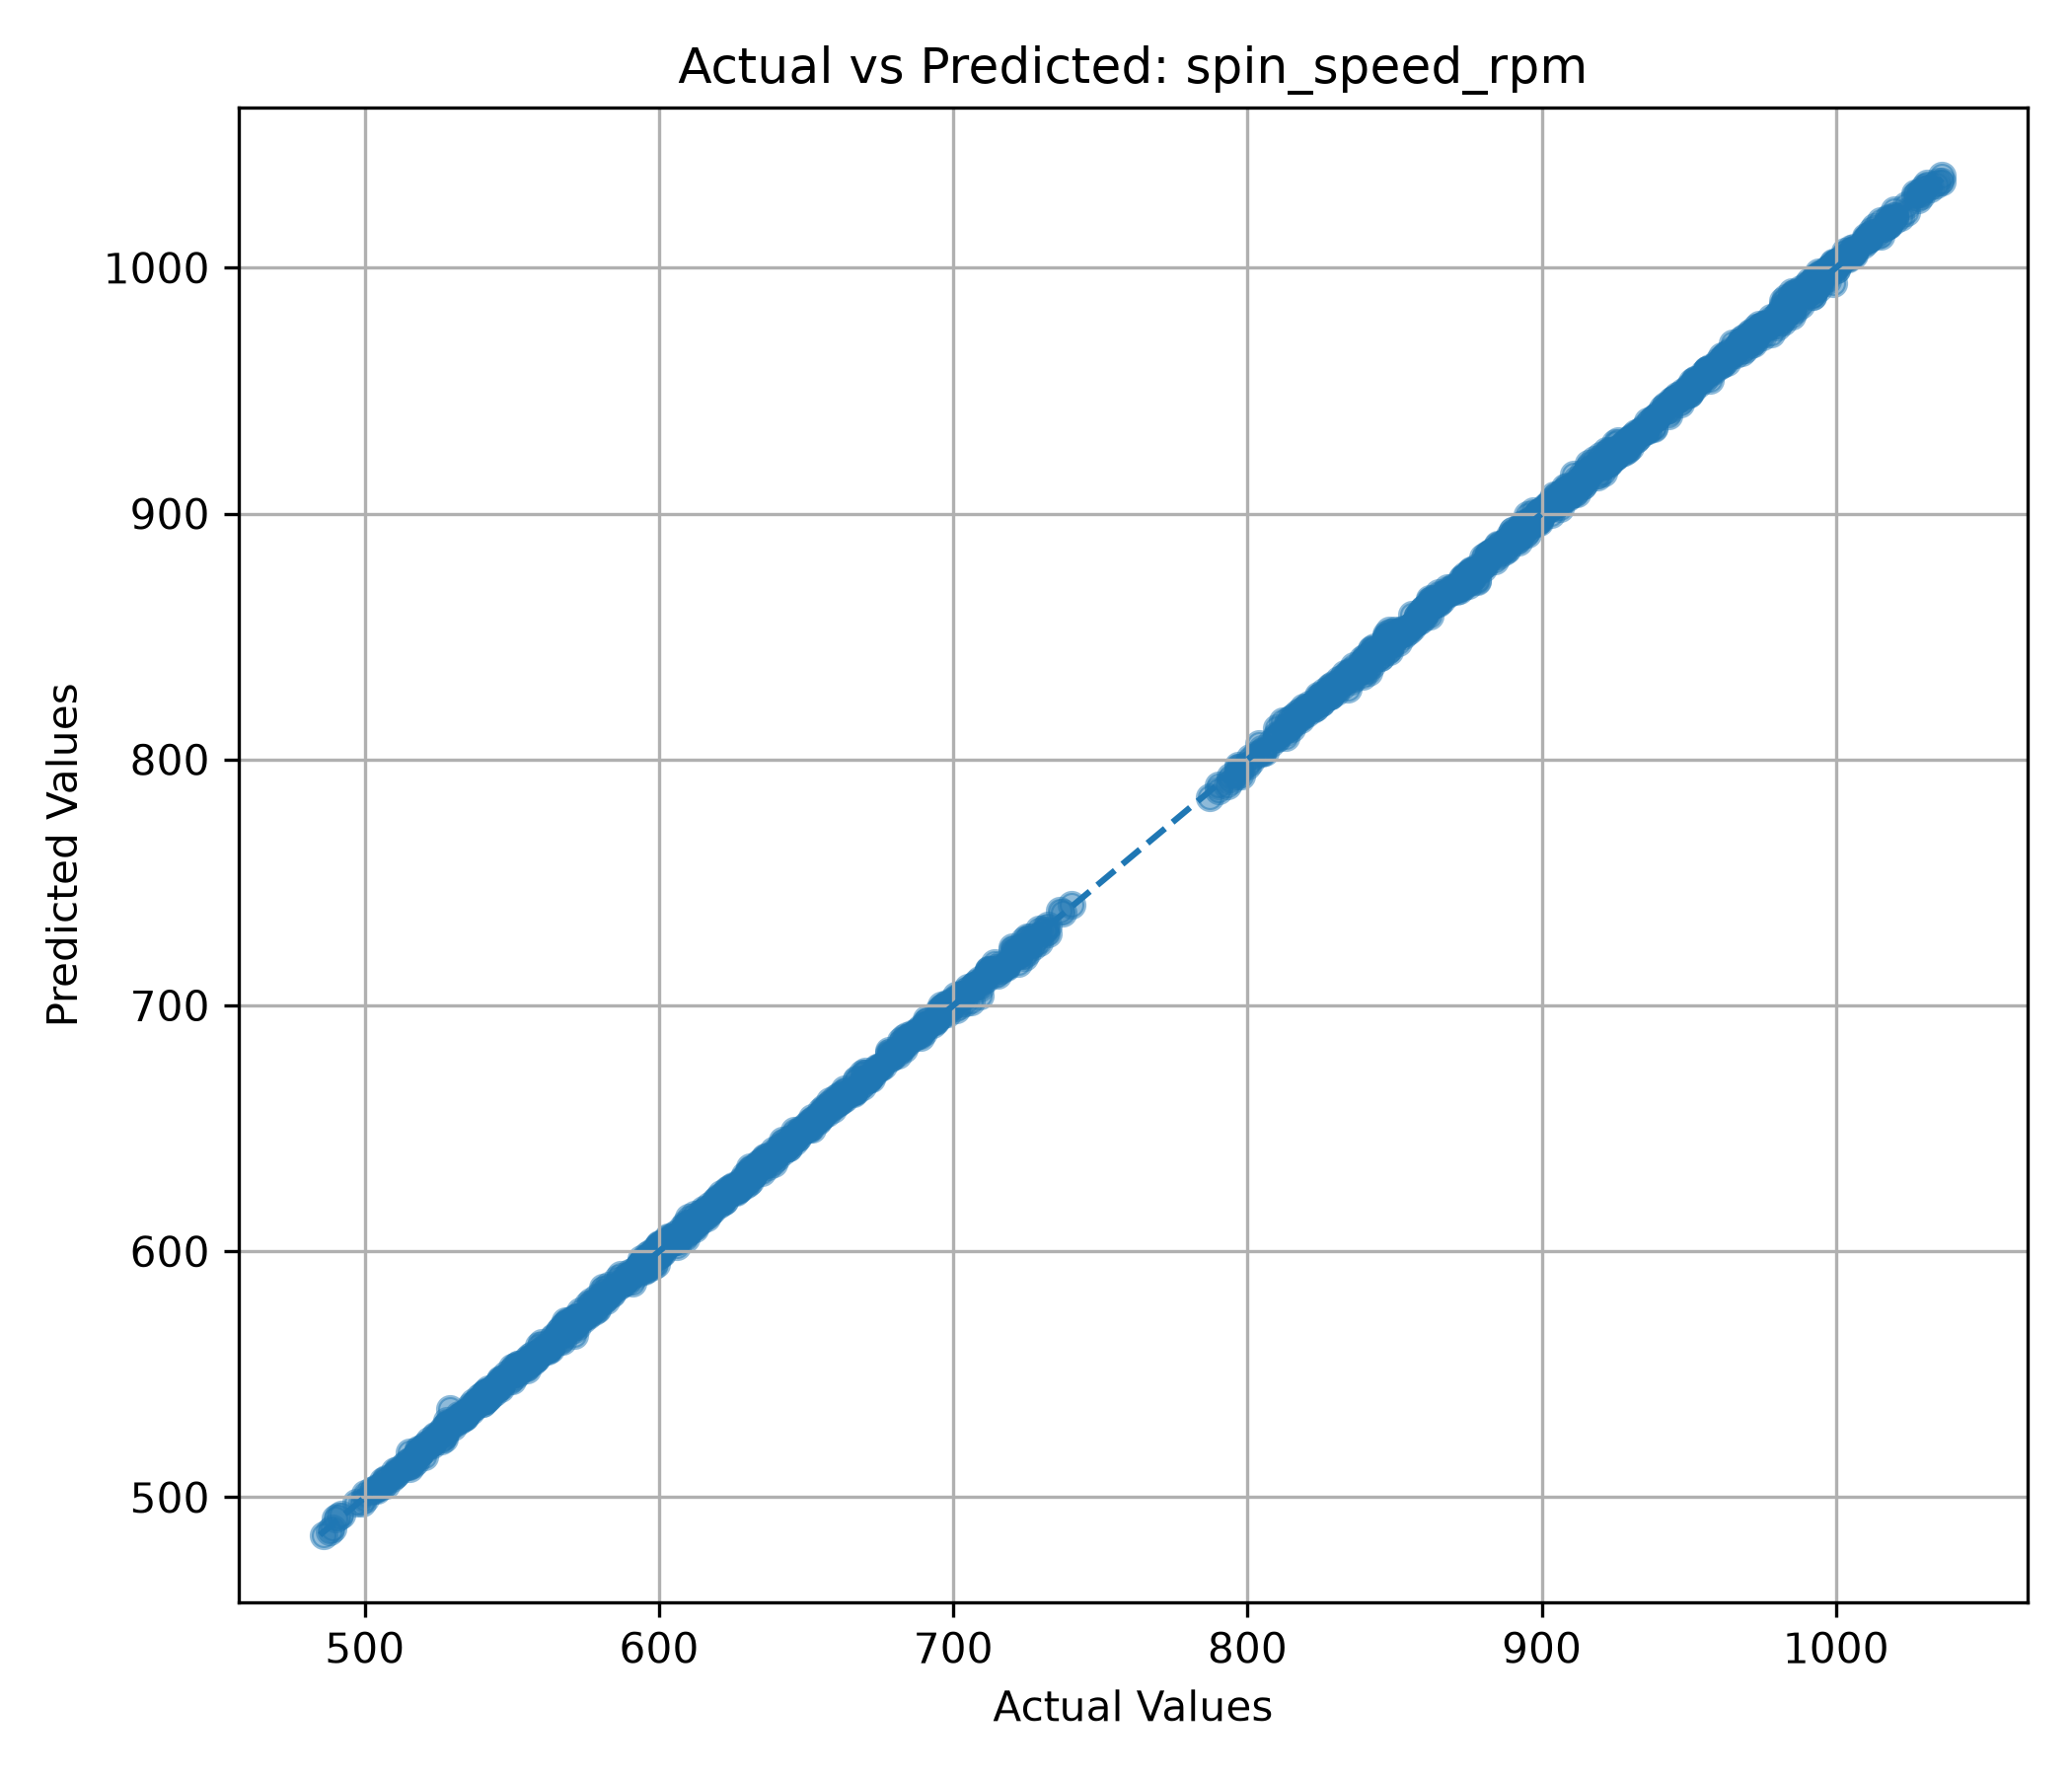 Actual vs Predicted: spin_speed_rpm
1000
900
800
700
600
500
Predicted Values
500 600 700 800 900 1000
Actual Values